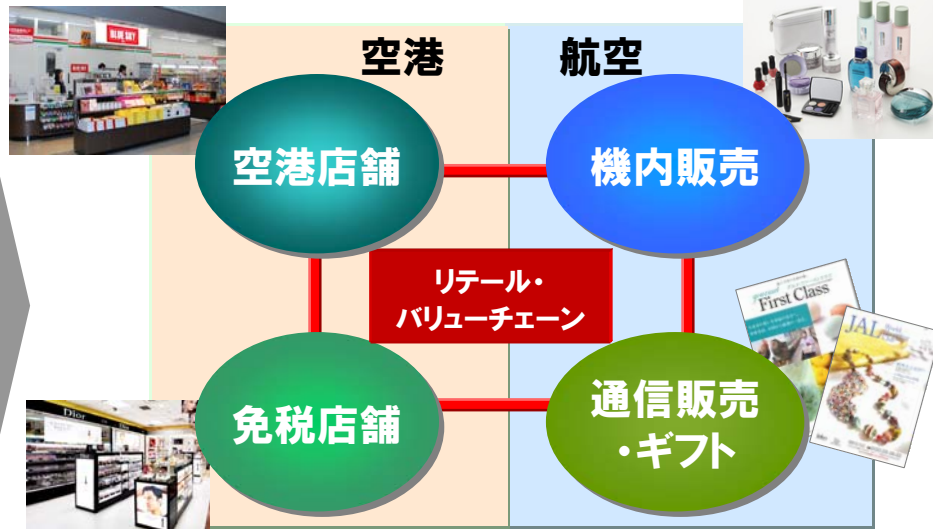 空港
航空
BLUE SKY
空港店舗
機内販売
リテール・
バリューチェーン
First Class
JAL
Dior
免税店舗
通信販売
・ギフト